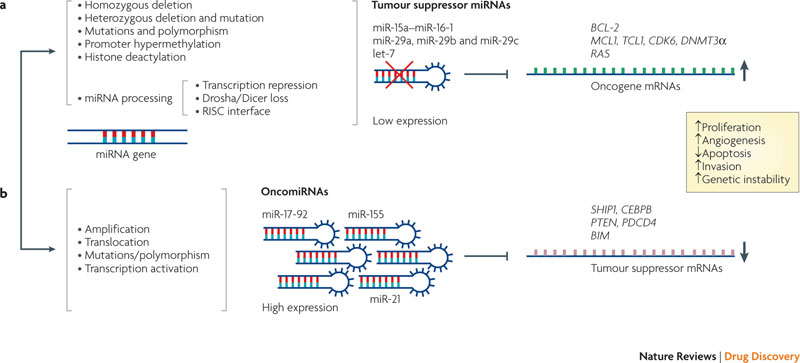 a
• Homozygous deletion
• Heterozygous deletion and mutation
• Mutations and polymorphism
• Promoter hypermethylation
• Histone deactylation
• miRNA processing
• Transcription repression
• Drosha/Dicer loss
• RISC interface
miRNA gene
Tumour suppressor miRNAs
miR-15a–miR-16-1
miR-29a, miR-29b and miR-29c
let-7
Low expression
BCL-2
MCL1, TCL1, CDK6, DNMT3α
RAS
Oncogene mRNAs
↑Proliferation
↑Angiogenesis
↓Apoptosis
↑Invasion
↑Genetic instability
b
• Amplification
• Translocation
• Mutations/polymorphism
• Transcription activation
OncomiRNAs
miR-17-92
miR-155
miR-21
High expression
SHIP1, CEBPB
PTEN, PDCD4
BIM
Tumour suppressor mRNAs
Nature Reviews | Drug Discovery